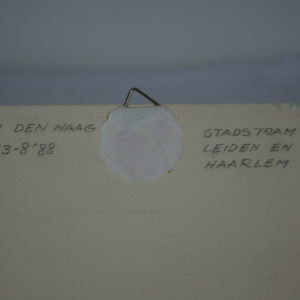 DEN HAAG
3-8'88
STADSTRAM
LEIDEN EN
HAARLEM